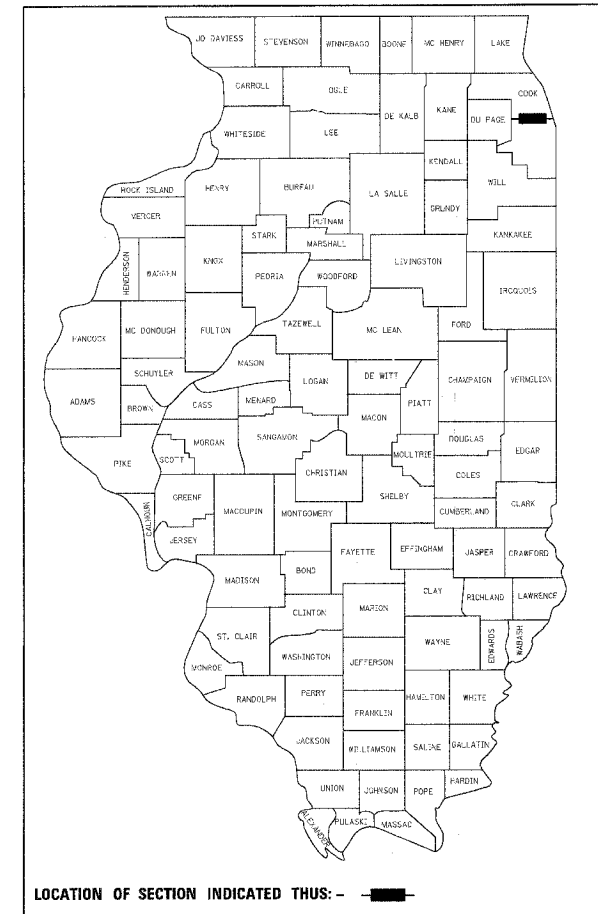 JO DAVIESS
STEVENSON
WINNEBAGO
BOONE
MC HENRY
LAKE
CARROLL
OGLE
COOK
DE KALB
KANE
DU PAGE
WHITESIDE
LEE
KENDALL
WILL
ROCK ISLAND
HENRY
BUREAU
LA SALLE
GRUNDY
MERCER
PUTNAM
KANKAKEE
STARK
MARSHALL
HENDERSON
WARREN
KNOX
PEORIA
WOODFORD
LIVINGSTON
IROQUOIS
HANCOCK
MC DONOUGH
FULTON
TAZEWELL
MC LEAN
FORD
SCHUYLER
MASON
LOGAN
DE WITT
CHAMPAIGN
VERMILION
ADAMS
BROWN
CASS
MENARD
PIATT
MACON
MORGAN
SANGAMON
DOUGLAS
EDGAR
PIKE
SCOTT
MOULTRIE
CHRISTIAN
COLES
GREENE
SHELBY
CALHOUN
MACOUPIN
MONTGOMERY
CUMBERLAND
CLARK
JERSEY
FAYETTE
EFFINGHAM
JASPER
CRAWFORD
MADISON
BOND
CLAY
RICHLAND
LAWRENCE
CLINTON
MARION
ST. CLAIR
WAYNE
EDWARDS
WABASH
WASHINGTON
JEFFERSON
MONROE
RANDOLPH
PERRY
HAMILTON
WHITE
FRANKLIN
JACKSON
WILLIAMSON
SALINE
GALLATIN
UNION
JOHNSON
POPE
HARDIN
ALEXANDER
PULASKI
MASSAC
LOCATION OF SECTION INDICATED THUS: -